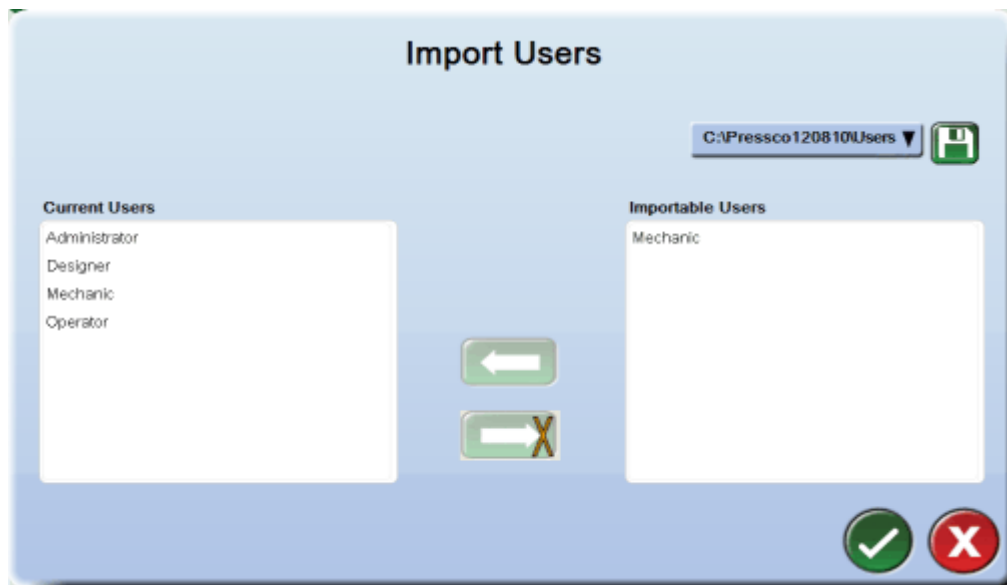 Import Users
C:\Pressco120810\Users
Current Users
Administrator
Designer
Mechanic
Operator
Importable Users
Mechanic